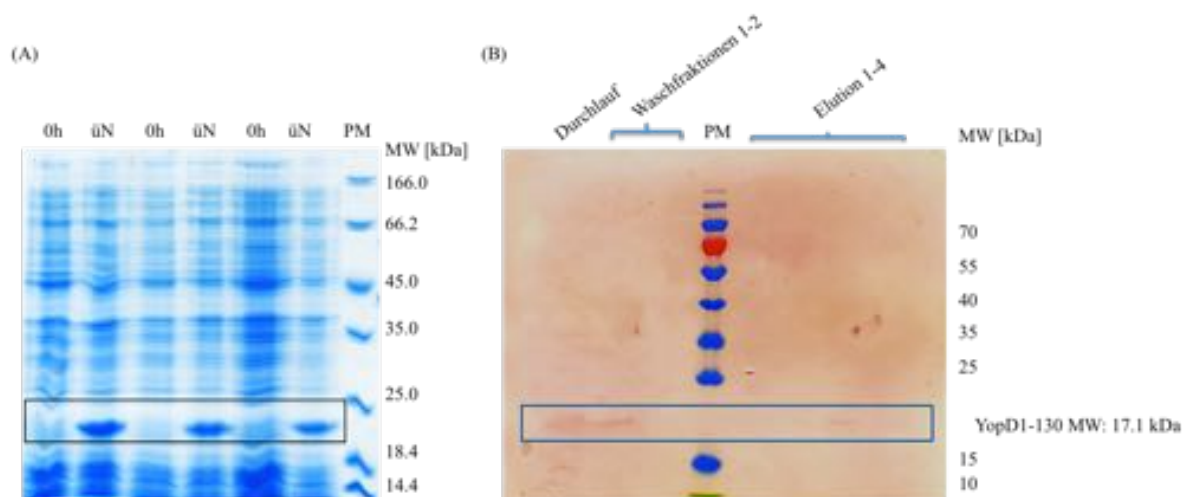 (A)
0h üN 0h üN 0h üN PM
MW [kDa]
166.0
66.2
45.0
35.0
25.0
18.4
14.4
(B)
Durchlauf
Waschfraktionen 1-2
PM
Elution 1-4
MW [kDa]
70
55
40
35
25
YopD1-130 MW: 17.1 kDa
15
10